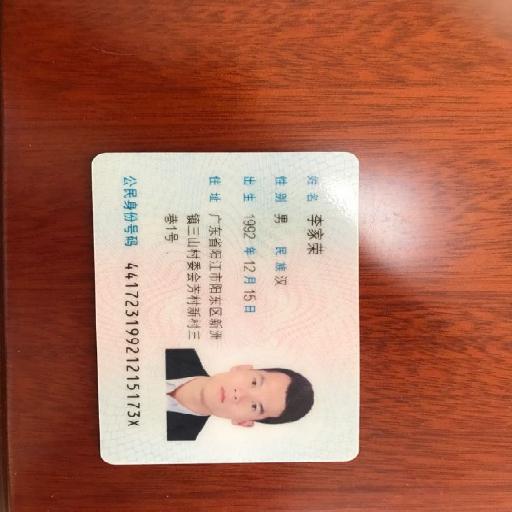 姓名 李家荣
性别 男 民族 汉
出生 1992 年 12 月 15 日
住址 广东省阳江市阳东区新洲
镇三山村委会芳村新村三
巷1号
公民身份号码 44172319921215173X